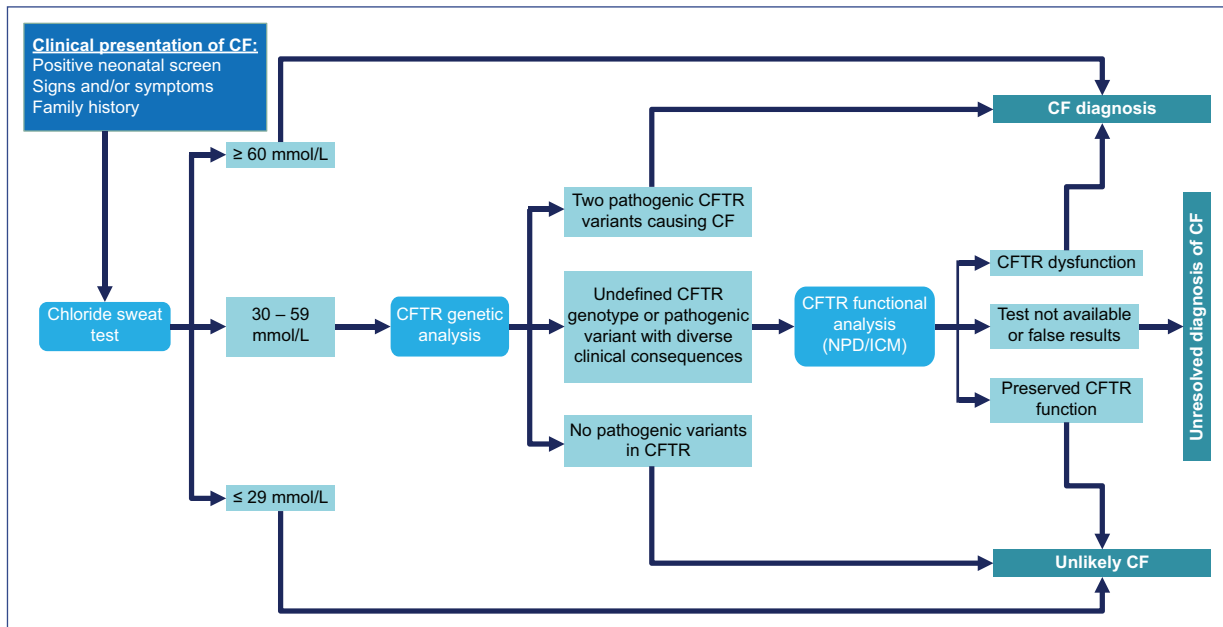 Clinical presentation of CF:
Positive neonatal screen
Signs and/or symptoms
Family history
≥ 60 mmol/L
CF diagnosis
Two pathogenic CFTR
variants causing CF
Chloride sweat
test
30 – 59
mmol/L
CFTR genetic
analysis
Undefined CFTR
genotype or pathogenic
variant with diverse
clinical consequences
CFTR functional
analysis
(NPD/ICM)
CFTR dysfunction
Test not available
or false results
Preserved CFTR
function
Unresolved diagnosis of CF
No pathogenic variants
in CFTR
≤ 29 mmol/L
Unlikely CF